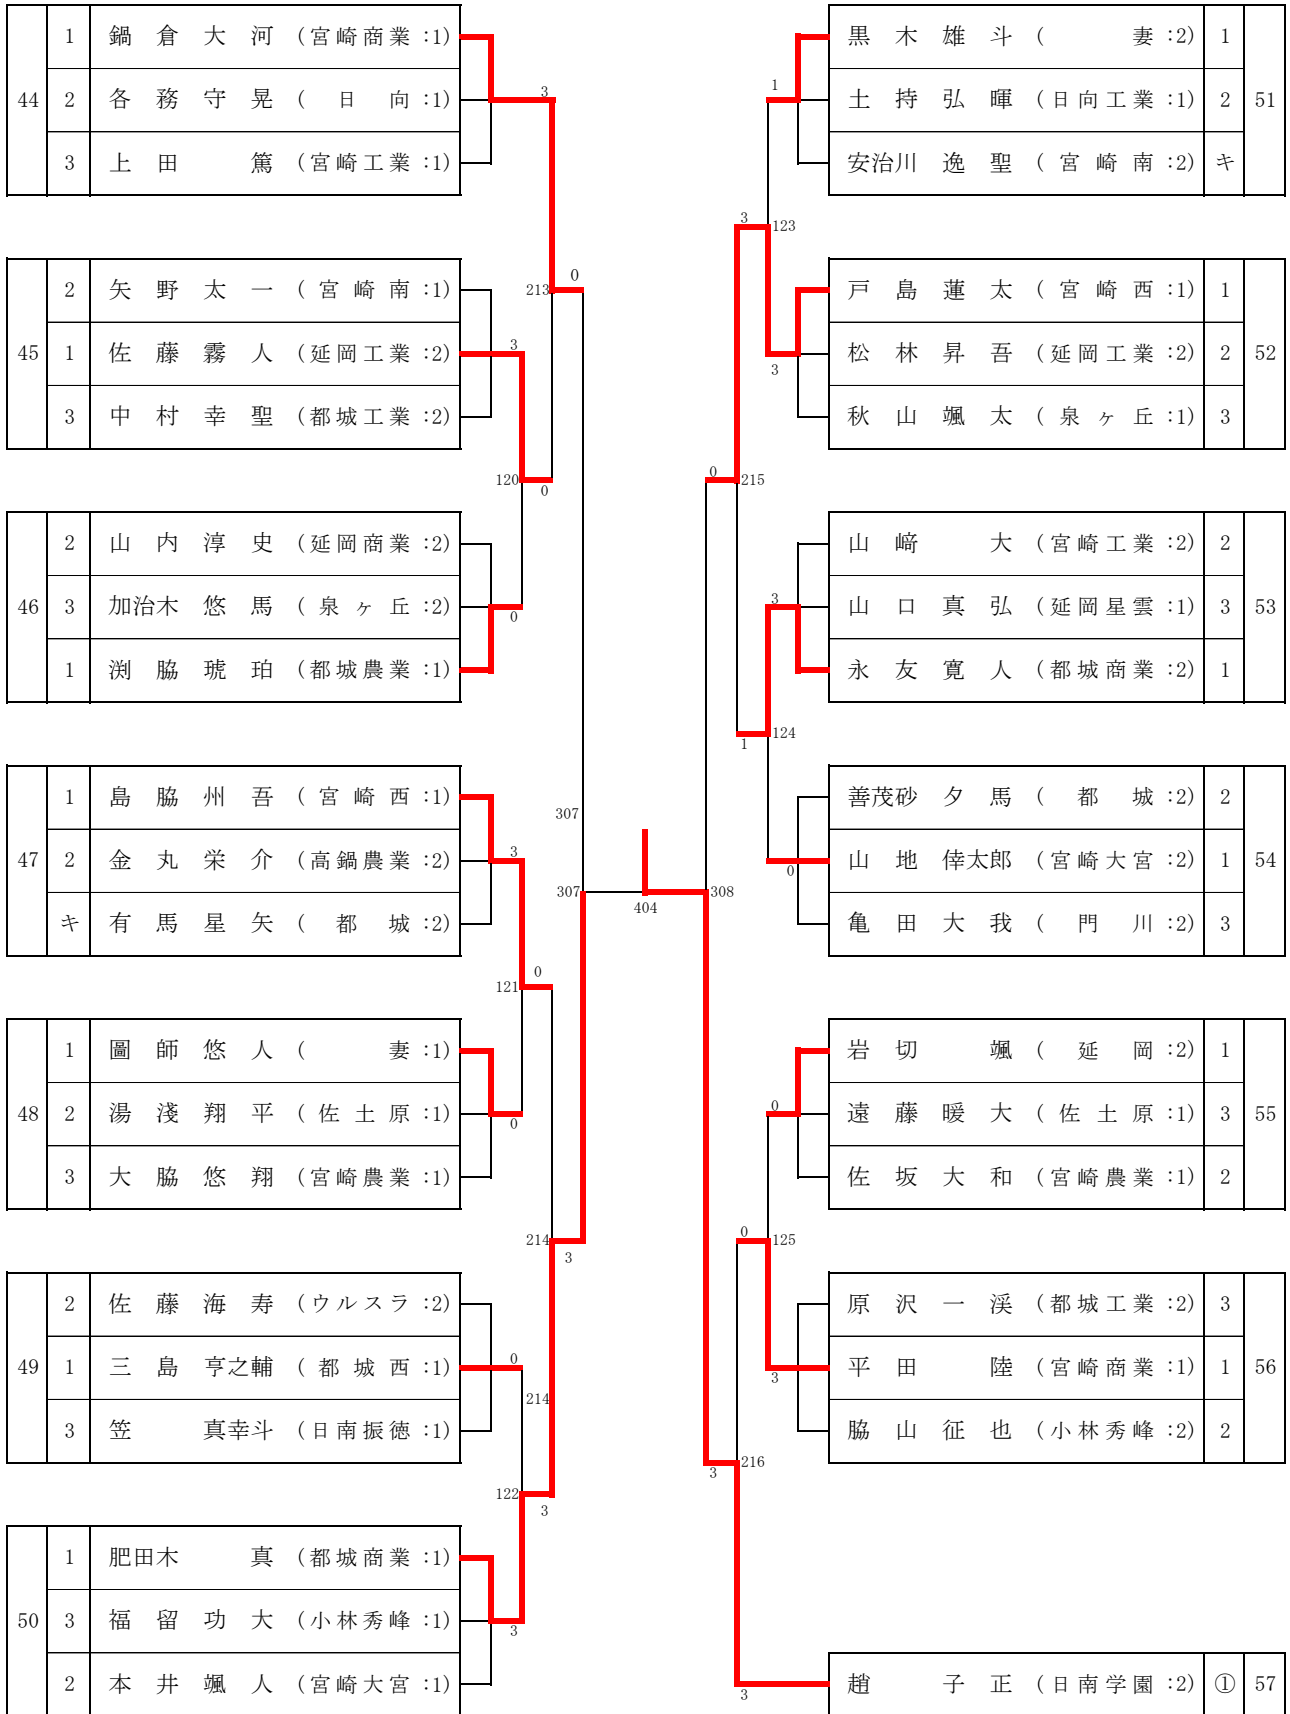 44
1 鍋倉大河 (宮崎商業:1)
2 各務守晃 (日向:1)
3 上田篤 (宮崎工業:1)
45
2 矢野太一 (宮崎南:1)
1 佐藤霧人 (延岡工業:2)
3 中村幸聖 (都城工業:2)
46
2 山内淳史 (延岡商業:2)
3 加治木悠馬 (泉ヶ丘:2)
1 渕脇琥珀 (都城農業:1)
47
1 島脇州吾 (宮崎西:1)
2 金丸栄介 (高鍋農業:2)
キ 有馬星矢 (都城:2)
48
1 圖師悠人 (妻:1)
2 湯淺翔平 (佐土原:1)
3 大脇悠翔 (宮崎農業:1)
49
2 佐藤海寿 (ウルスラ:2)
1 三島亨之輔 (都城西:1)
3 笠真幸斗 (日南振徳:1)
50
1 肥田木真 (都城商業:1)
3 福留功大 (小林秀峰:1)
2 本井颯人 (宮崎大宮:1)
3
213
0
3
120
0
0
307
3
307
0
121
0
214
3
0
214
122
3
3
404
308
1
3
123
3
0
215
3
124
1
0
0
0
125
3
216
3
3
黒木雄斗 (妻:2) 1
土持弘暉 (日向工業:1) 2
安治川逸聖 (宮崎南:2) キ
51
戸島蓮太 (宮崎西:1) 1
松林昇吾 (延岡工業:2) 2
秋山颯太 (泉ヶ丘:1) 3
52
山﨑大 (宮崎工業:2) 2
山口真弘 (延岡星雲:1) 3
永友寛人 (都城商業:2) 1
53
善茂砂夕馬 (都城:2) 2
山地倖太郎 (宮崎大宮:2) 1
亀田大我 (門川:2) 3
54
岩切颯 (延岡:2) 1
遠藤暖大 (佐土原:1) 3
佐坂大和 (宮崎農業:1) 2
55
原沢一渓 (都城工業:2) 3
平田陸 (宮崎商業:1) 1
脇山征也 (小林秀峰:2) 2
56
趙子正 (日南学園:2) ①
57